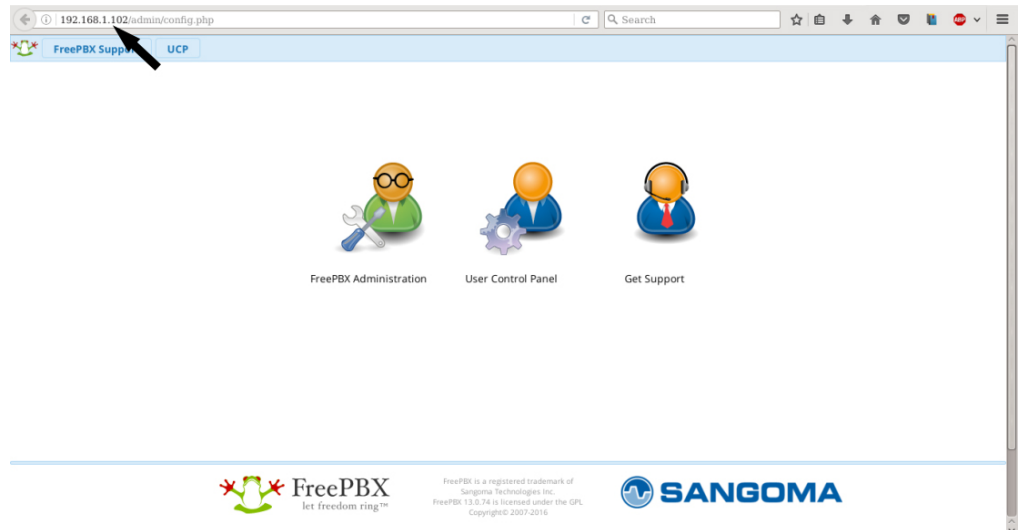 192.168.1.102/admin/config.php
Search
ABP
FreePBX Support
UCP
FreePBX Administration
User Control Panel
Get Support
FreePBX
let freedom ring™
FreePBX is a registered trademark of
Sangoma Technologies Inc.
FreePBX 13.0.74 is licensed under the GPL
Copyright© 2007-2016
SANGOMA